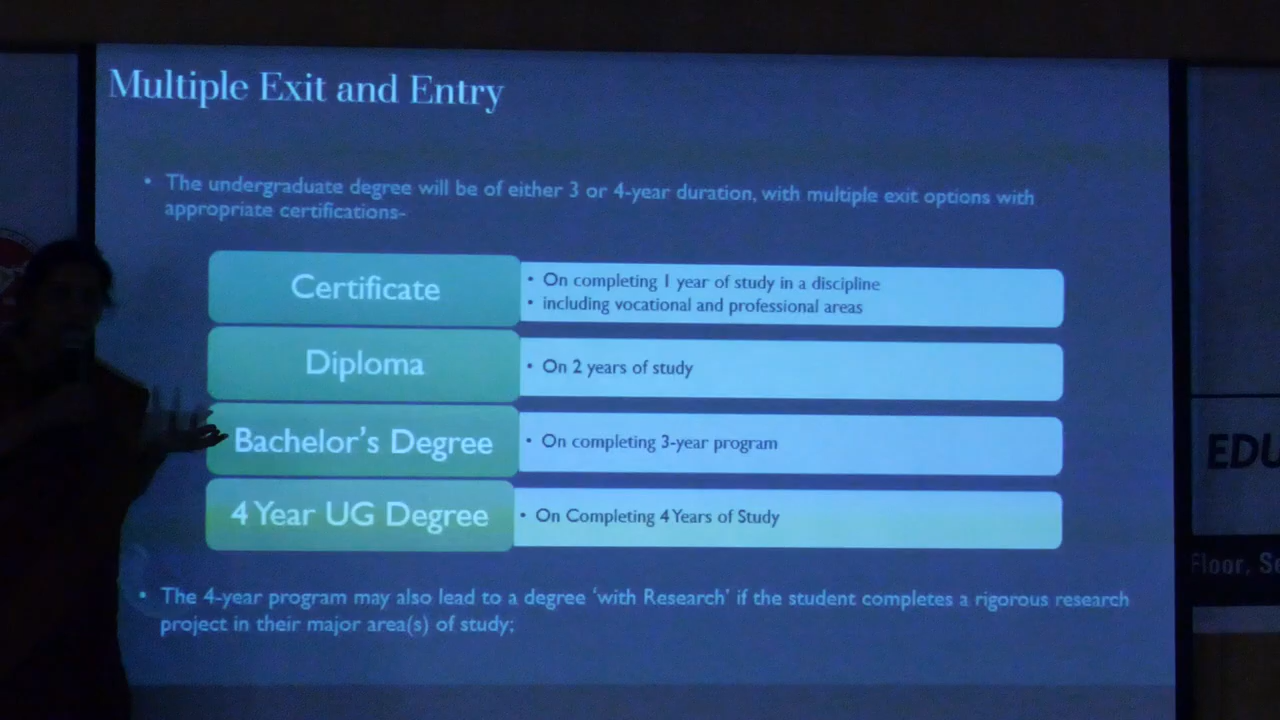 Multiple Exit and Entry
• The undergraduate degree will be of either 3 or 4-year duration, with multiple exit options with
appropriate certifications-
Certificate
• On completing 1 year of study in a discipline
• including vocational and professional areas
Diploma
• On 2 years of study
Bachelor's Degree
• On completing 3-year program
4 Year UG Degree
• On Completing 4 Years of Study
• The 4-year program may also lead to a degree ‘with Research’ if the student completes a rigorous research
project in their major area(s) of study;
EDU
Floor, Se